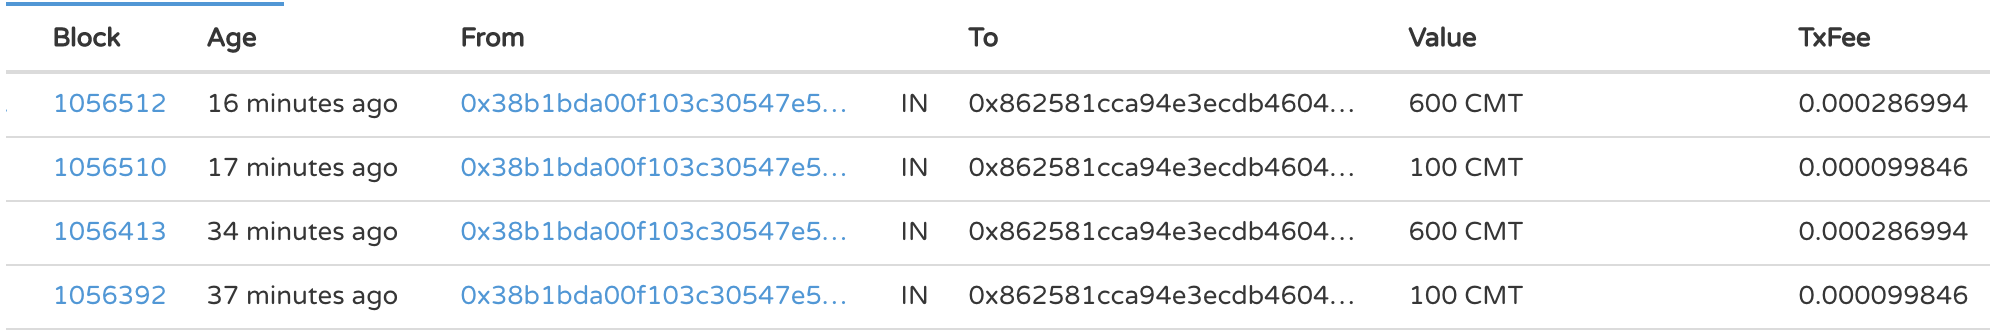 Block Age From To Value TxFee
1056512 16 minutes ago 0x38b1bda00f103c30547e5... IN 0x862581cca94e3ecdb4604... 600 CMT 0.000286994
1056510 17 minutes ago 0x38b1bda00f103c30547e5... IN 0x862581cca94e3ecdb4604... 100 CMT 0.000099846
1056413 34 minutes ago 0x38b1bda00f103c30547e5... IN 0x862581cca94e3ecdb4604... 600 CMT 0.000286994
1056392 37 minutes ago 0x38b1bda00f103c30547e5... IN 0x862581cca94e3ecdb4604... 100 CMT 0.000099846